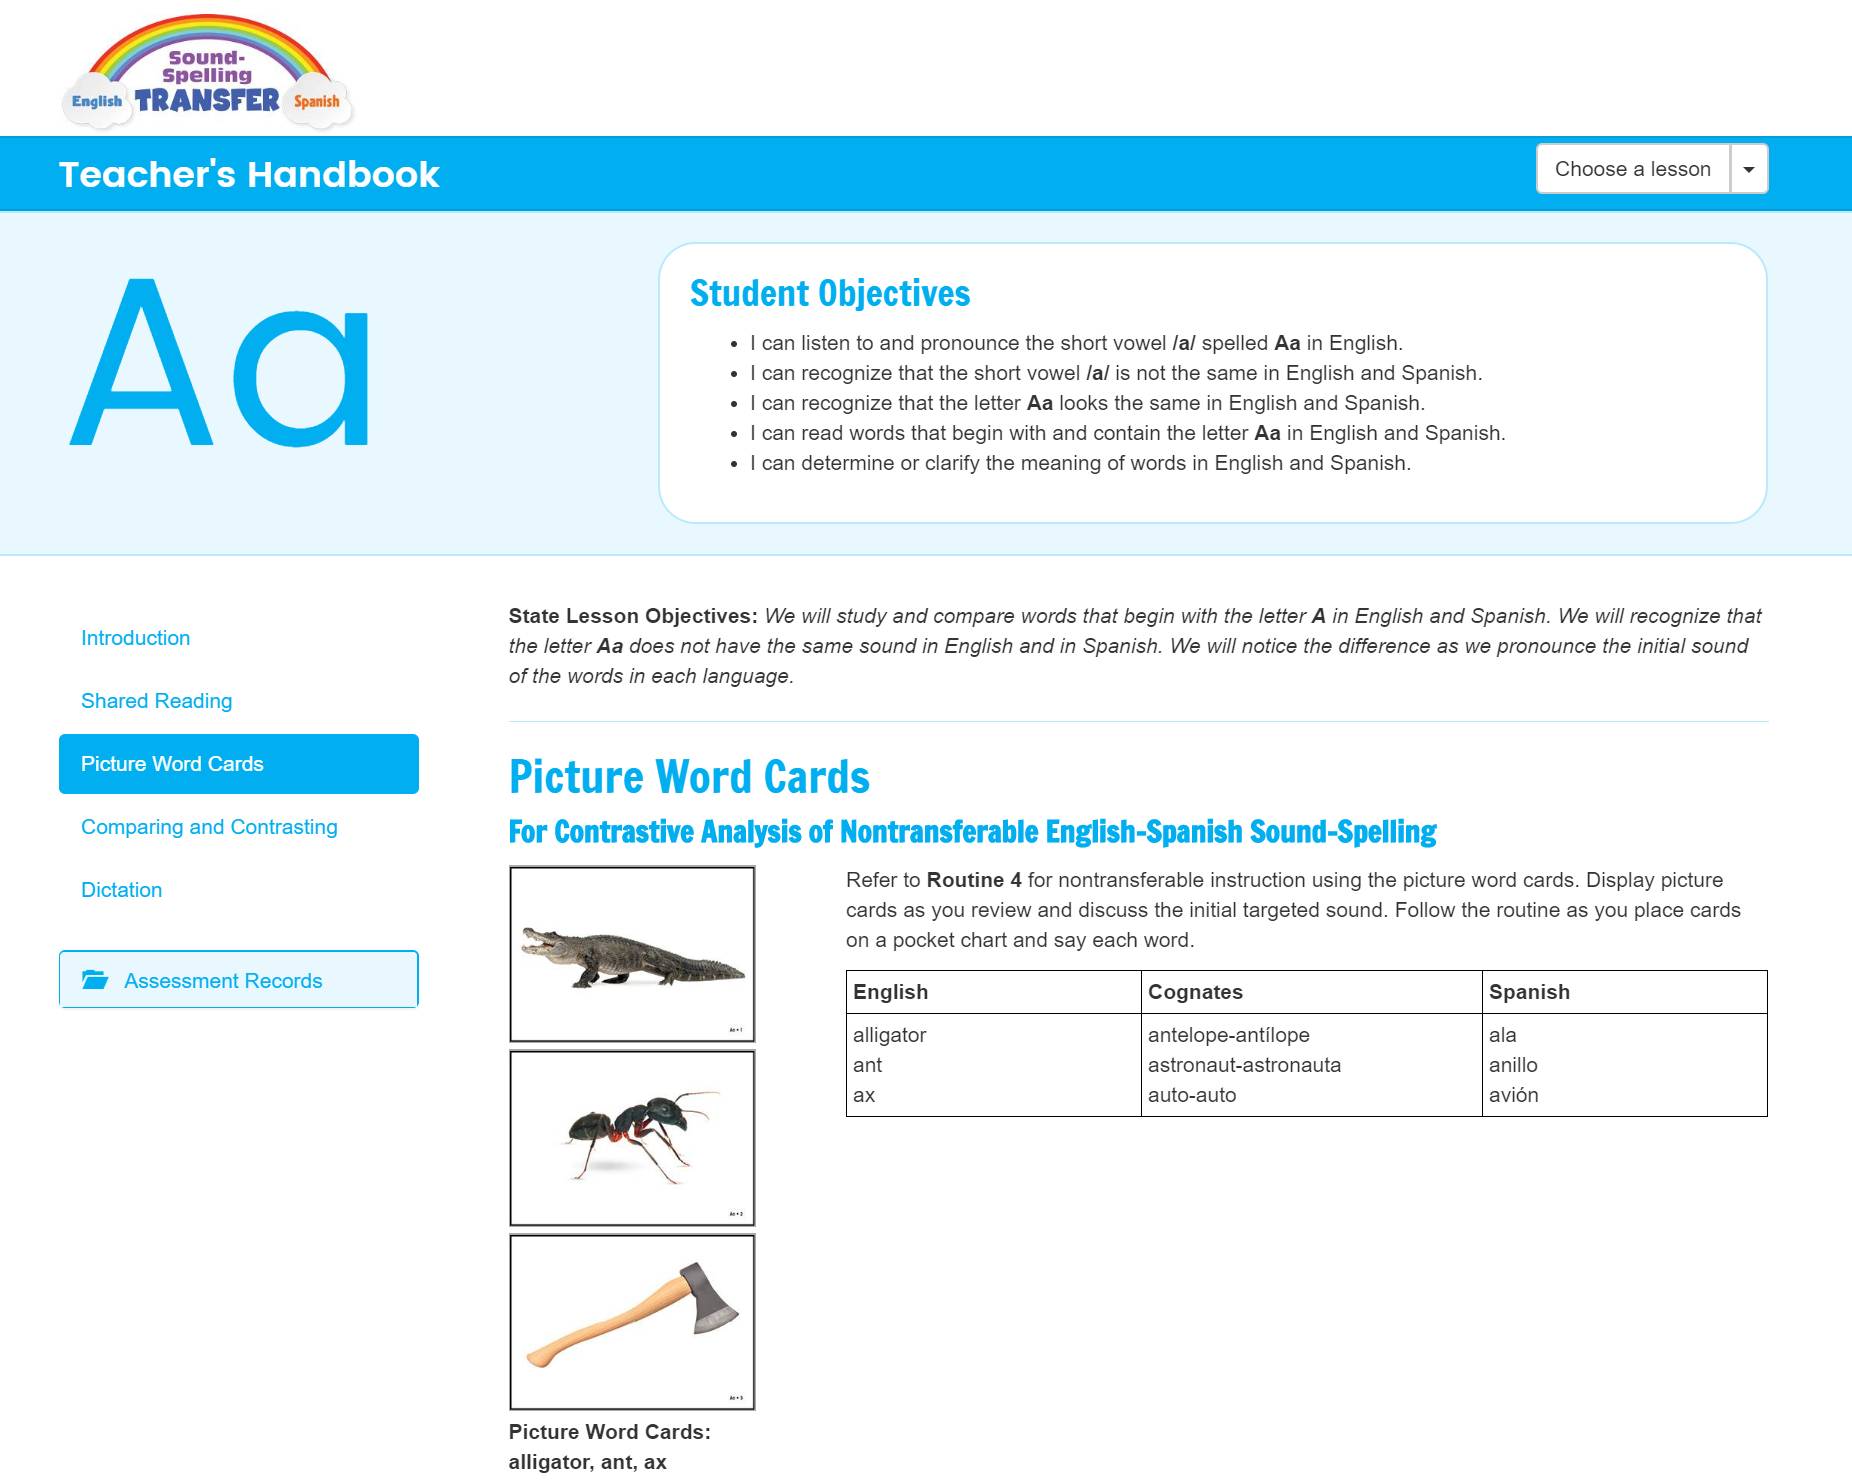 Sound-
Spelling
English TRANSFER Spanish
Teacher's Handbook
Choose a lesson
Aa
Student Objectives
• I can listen to and pronounce the short vowel /a/ spelled Aa in English.
• I can recognize that the short vowel /a/ is not the same in English and Spanish.
• I can recognize that the letter Aa looks the same in English and Spanish.
• I can read words that begin with and contain the letter Aa in English and Spanish.
• I can determine or clarify the meaning of words in English and Spanish.
Introduction
Shared Reading
Picture Word Cards
Comparing and Contrasting
Dictation
Assessment Records
State Lesson Objectives: We will study and compare words that begin with the letter A in English and Spanish. We will recognize that
the letter Aa does not have the same sound in English and in Spanish. We will notice the difference as we pronounce the initial sound
of the words in each language.
Picture Word Cards
For Contrastive Analysis of Nontransferable English-Spanish Sound-Spelling
Aa • 1
Aa • 2
Aa • 3
Picture Word Cards:
alligator, ant, ax
Refer to Routine 4 for nontransferable instruction using the picture word cards. Display picture
cards as you review and discuss the initial targeted sound. Follow the routine as you place cards
on a pocket chart and say each word.
English Cognates Spanish
alligator antelope-antílope ala
ant astronaut-astronauta anillo
ax auto-auto avión